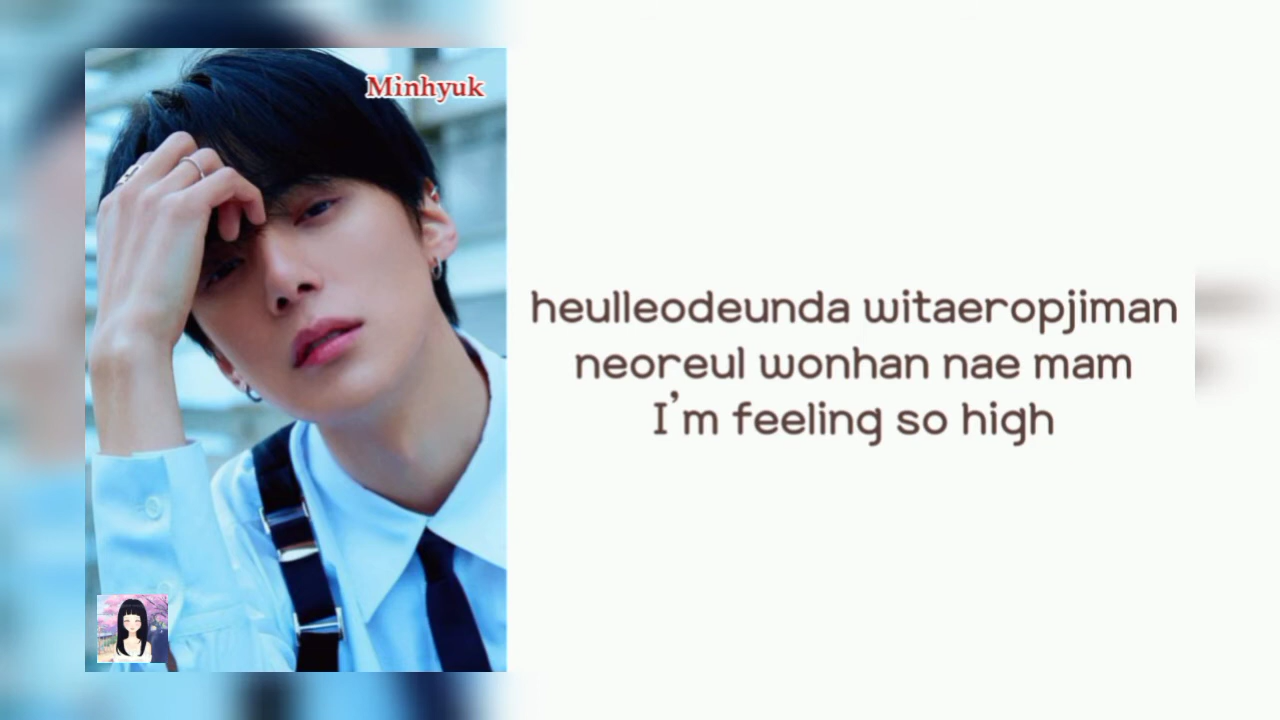 Minhyuk
heulleodeunda witaeropjiman
neoreul wonhan nae mam
I'm feeling so high